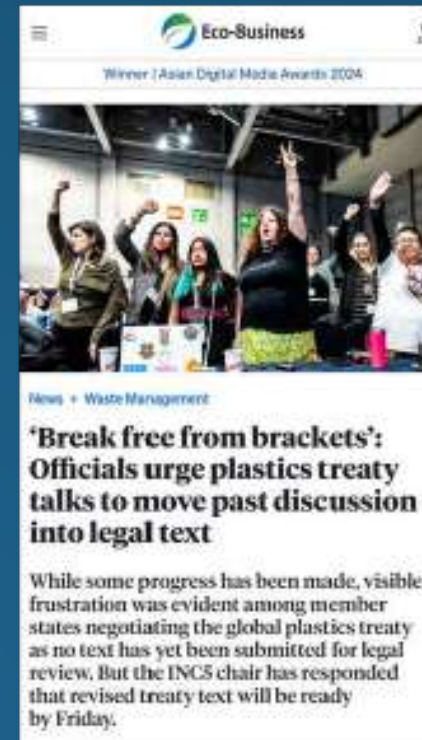 Eco-Business
Winner | Asian Digital Media Awards 2024
News + Waste Management
‘Break free from brackets’:
Officials urge plastics treaty
talks to move past discussion
into legal text
While some progress has been made, visible
frustration was evident among member
states negotiating the global plastics treaty
as no text has yet been submitted for legal
review. But the INC5 chair has responded
that revised treaty text will be ready
by Friday.